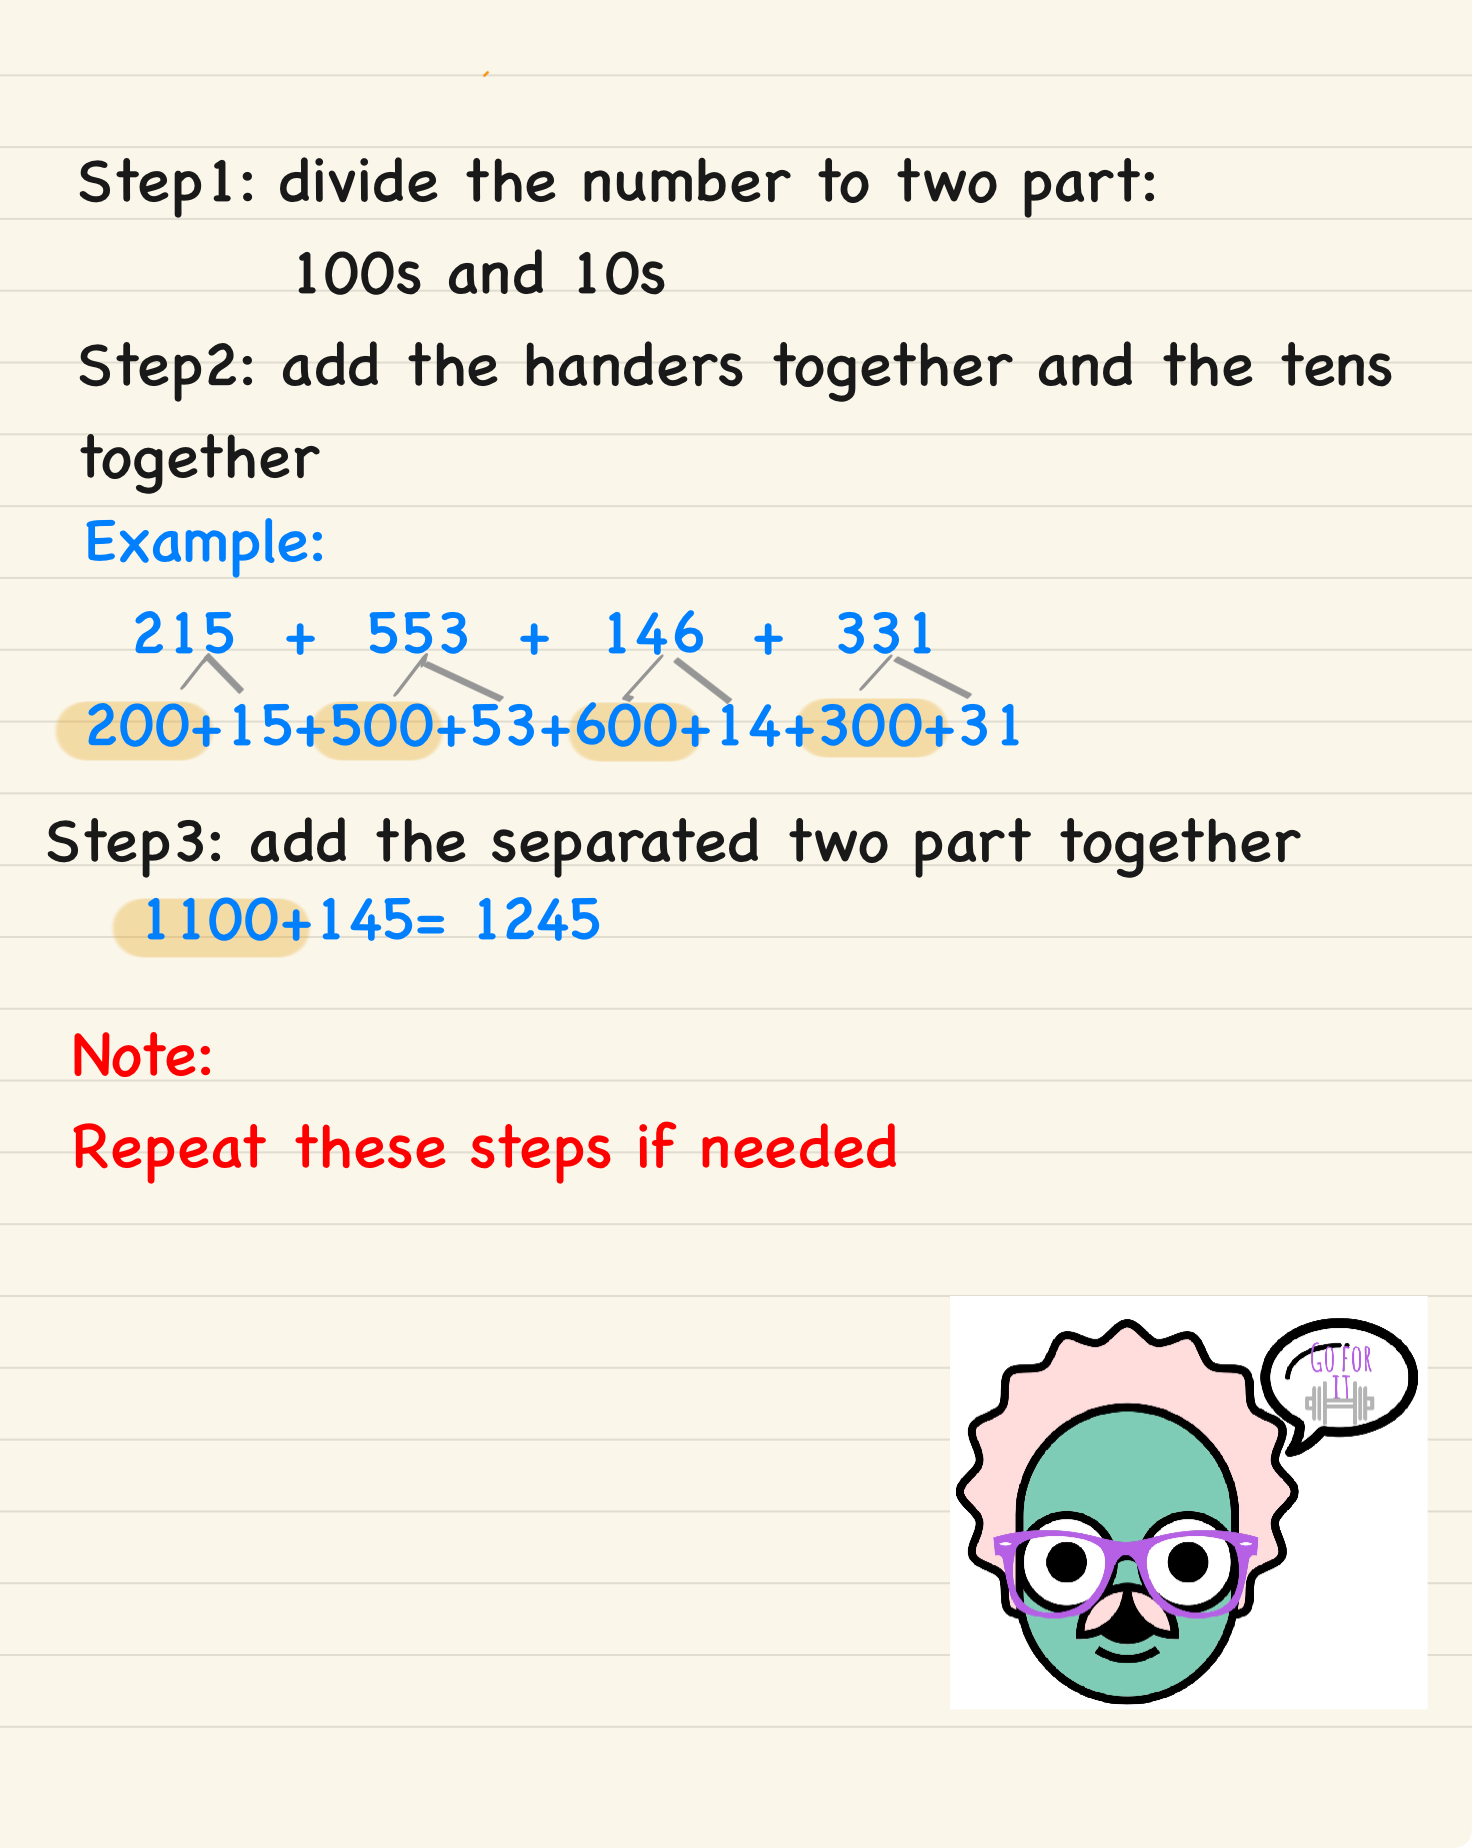 Step1: divide the number to two part:
100s and 10s
Step2: add the handers together and the tens
together
Example:
215 + 553 + 146 + 331
200+15+500+53+600+14+300+31
Step3: add the separated two part together
1100+145= 1245
Note:
Repeat these steps if needed
GO FOR
IT